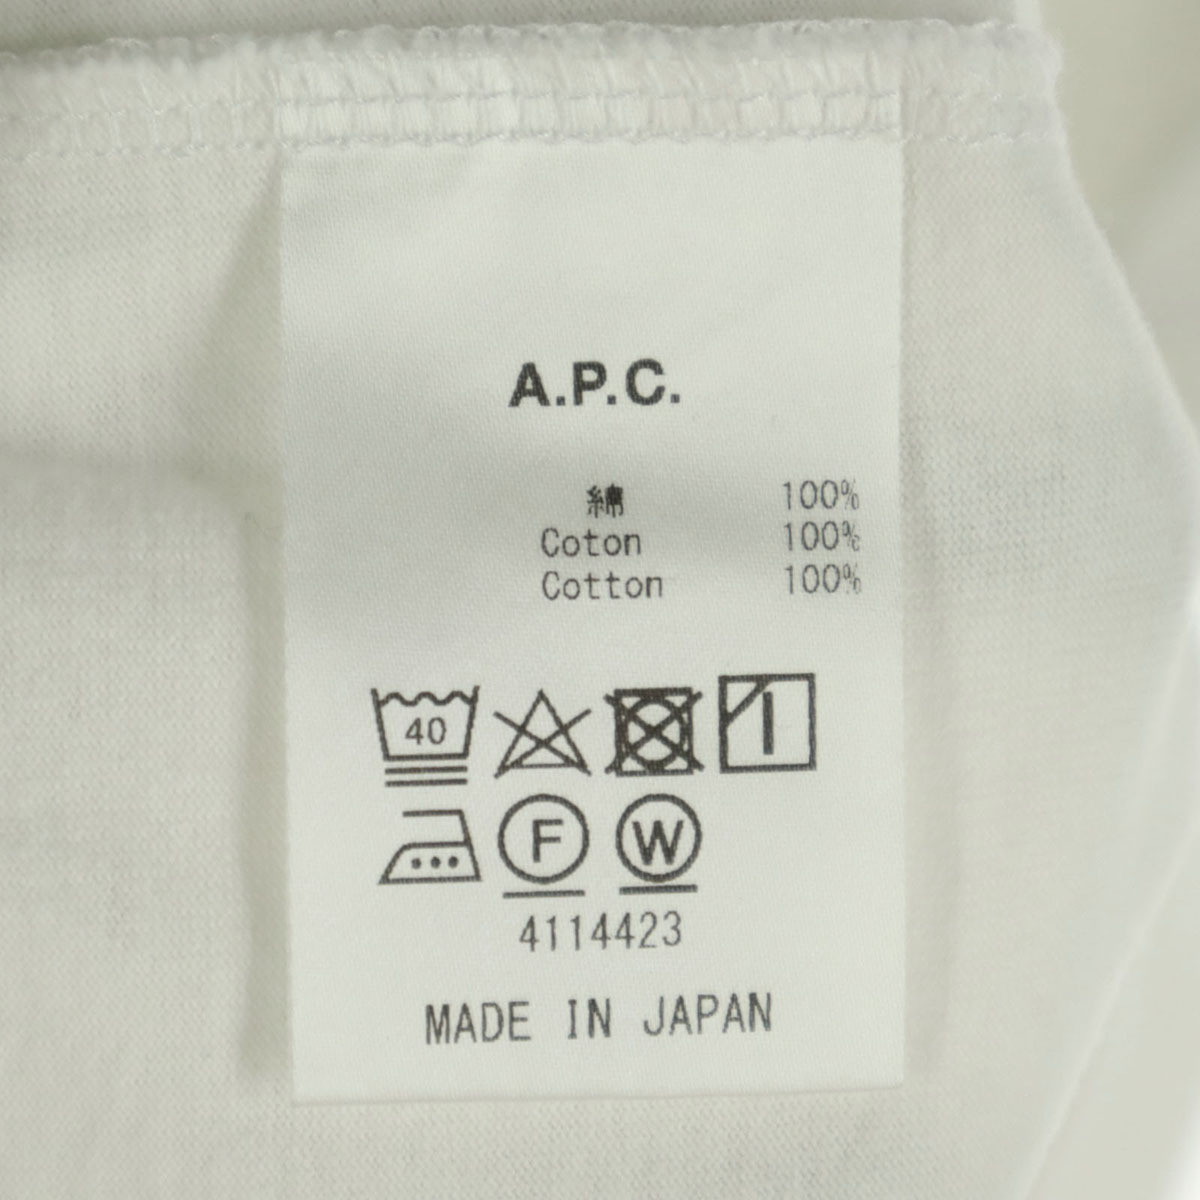 A.P.C.
綿 100%
Coton 100%
Cotton 100%
40
F W
4114423
MADE IN JAPAN